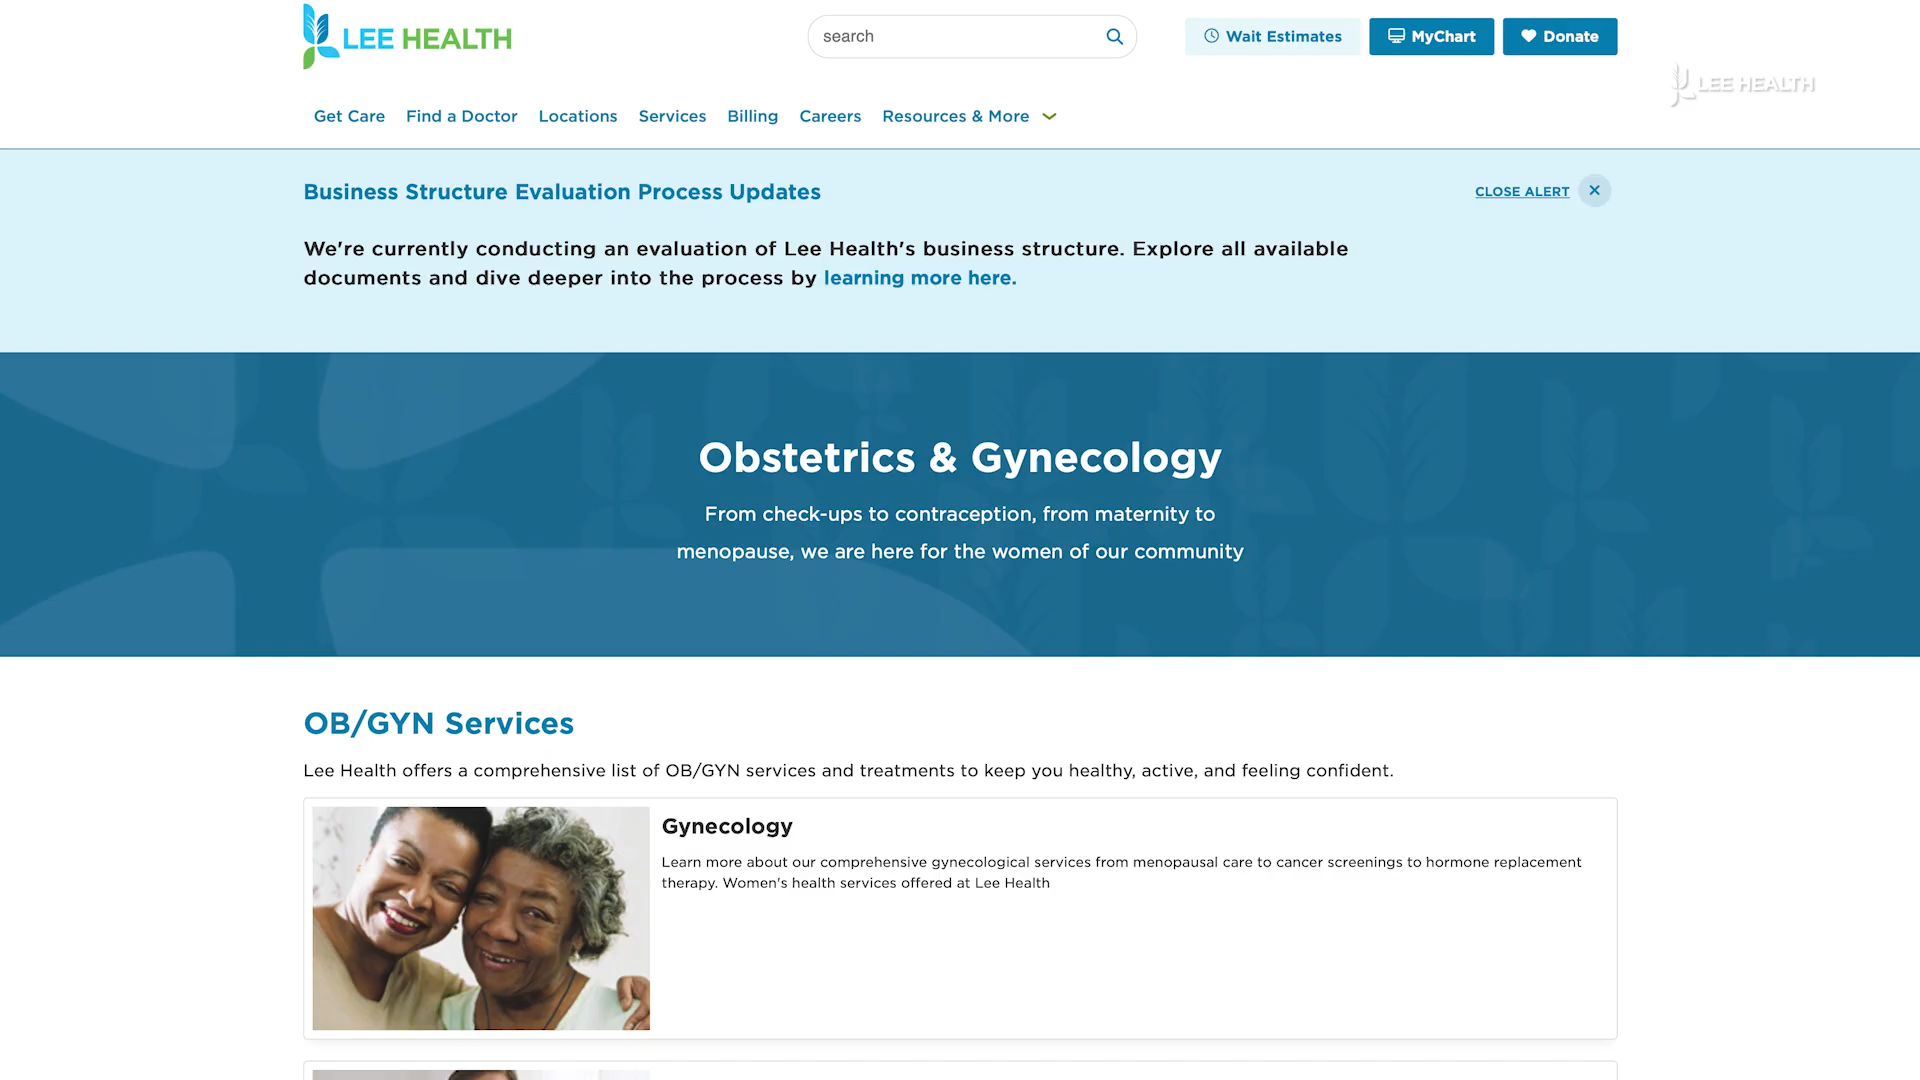 LEE HEALTH
search
Wait Estimates
MyChart
Donate
LEE HEALTH
Get Care
Find a Doctor
Locations
Services
Billing
Careers
Resources & More
Business Structure Evaluation Process Updates
CLOSE ALERT
We're currently conducting an evaluation of Lee Health's business structure. Explore all available
documents and dive deeper into the process by learning more here.
Obstetrics & Gynecology
From check-ups to contraception, from maternity to
menopause, we are here for the women of our community
OB/GYN Services
Lee Health offers a comprehensive list of OB/GYN services and treatments to keep you healthy, active, and feeling confident.
Gynecology
Learn more about our comprehensive gynecological services from menopausal care to cancer screenings to hormone replacement
therapy. Women's health services offered at Lee Health